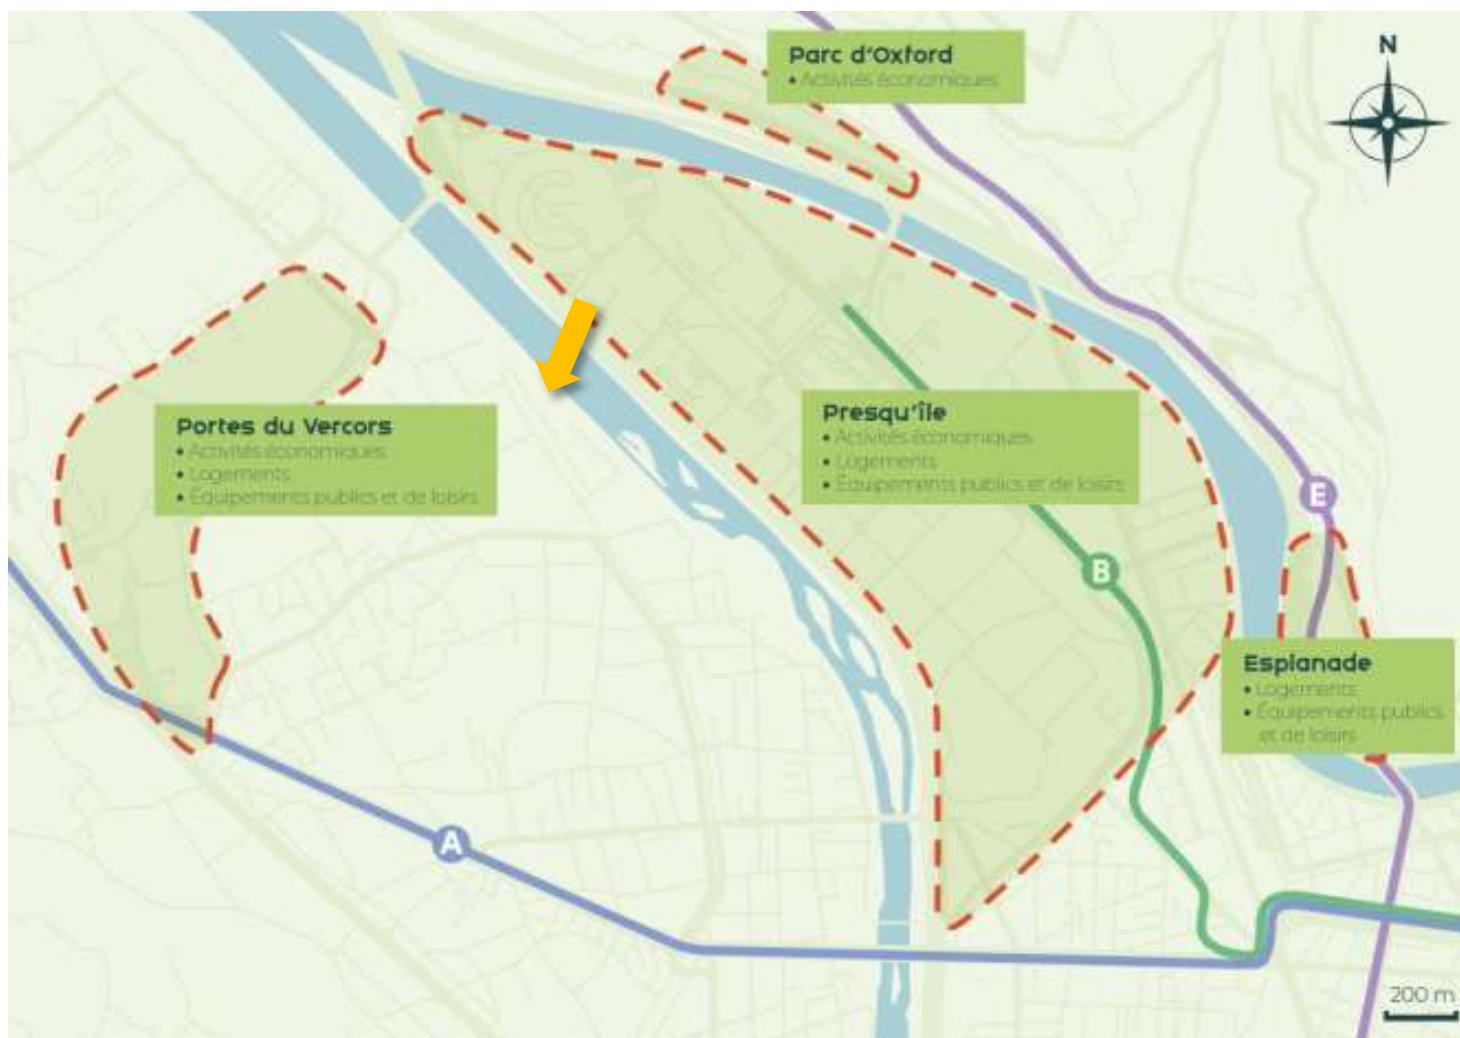 Parc d'Oxford
• Activités économiques
N
Portes du Vercors
• Activités économiques
• Logements
• Équipements publics et de loisirs
Presqu'île
• Activités économiques
• Logements
• Équipements publics et de loisirs
E
B
Esplanade
• Logements
• Équipements publics
et de loisirs
A
200 m